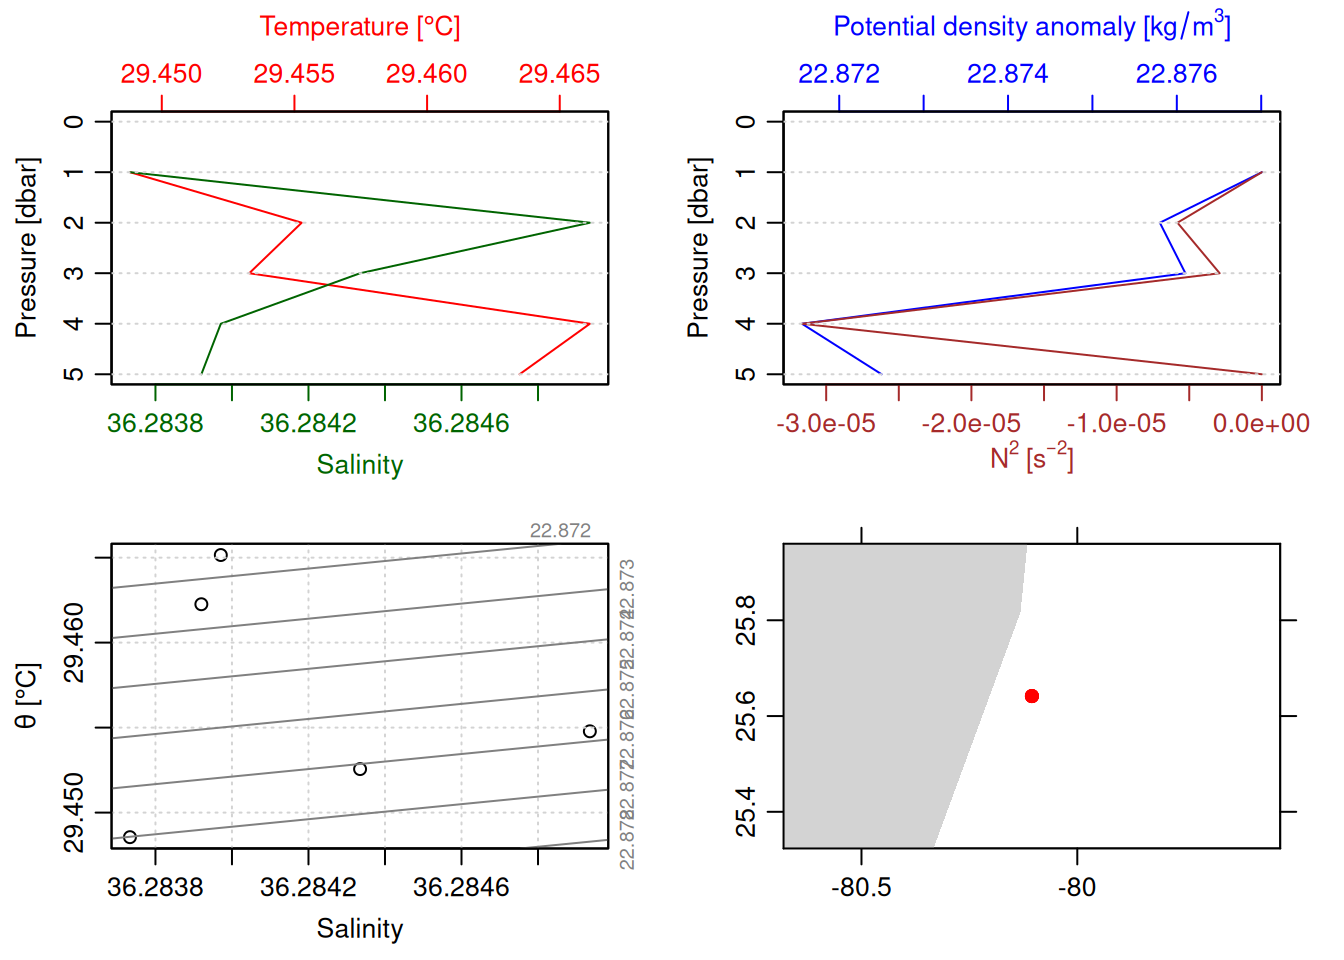 Temperature [°C]
29.450 29.455 29.460 29.465
0
1
2
3
4
5
Pressure [dbar]
36.2838 36.2842 36.2846
Salinity
Potential density anomaly [kg/m³]
22.872 22.874 22.876
0
1
2
3
4
5
Pressure [dbar]
-3.0e-05 -2.0e-05 -1.0e-05 0.0e+00
N² [s⁻²]
22.872
22.873
29.460
29.450
θ [°C]
36.2838 36.2842 36.2846
Salinity
25.8
25.6
25.4
-80.5 -80